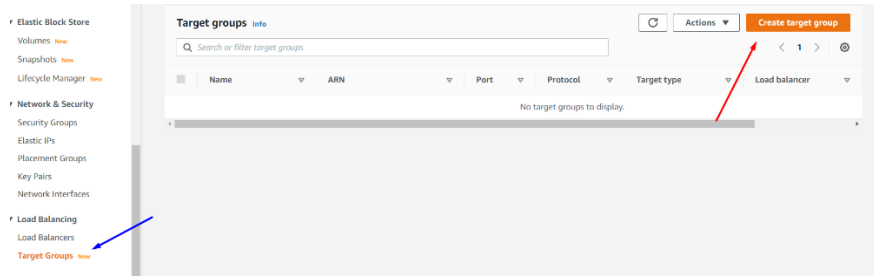 Elastic Block Store
Volumes New
Snapshots New
Lifecycle Manager New
Network & Security
Security Groups
Elastic IPs
Placement Groups
Key Pairs
Network Interfaces
Load Balancing
Load Balancers
Target Groups New
Target groups Info
Actions
Create target group
Search or filter target groups
1
Name ARN Port Protocol Target type Load balancer
No target groups to display.